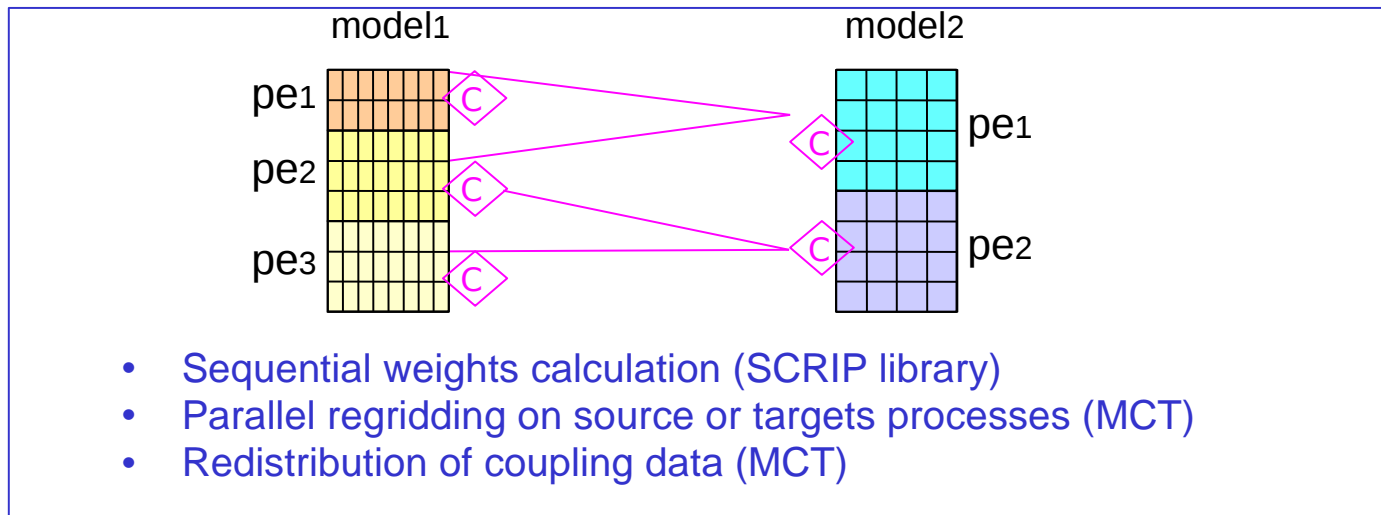 model1 model2
pe1 C
C pe1
pe2 C
C pe2
pe3 C
• Sequential weights calculation (SCRIP library)
• Parallel regridding on source or targets processes (MCT)
• Redistribution of coupling data (MCT)